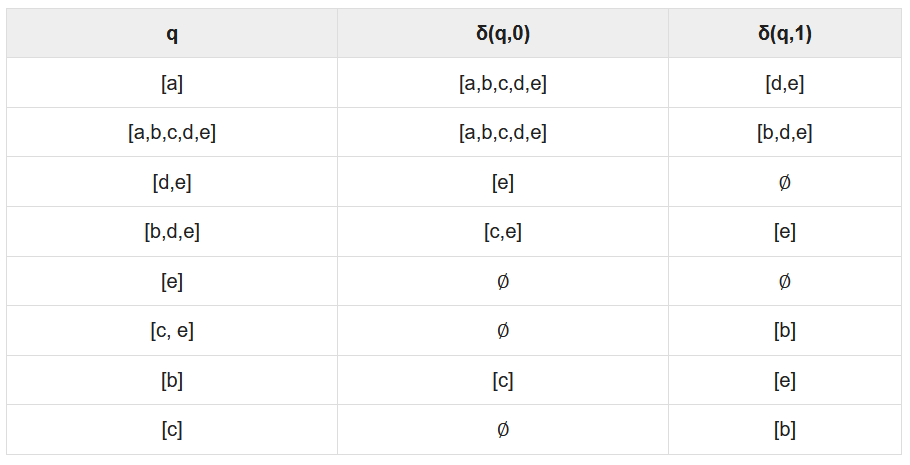 q δ(q,0) δ(q,1)
[a] [a,b,c,d,e] [d,e]
[a,b,c,d,e] [a,b,c,d,e] [b,d,e]
[d,e] [e] ∅
[b,d,e] [c,e] [e]
[e] ∅ ∅
[c, e] ∅ [b]
[b] [c] [e]
[c] ∅ [b]